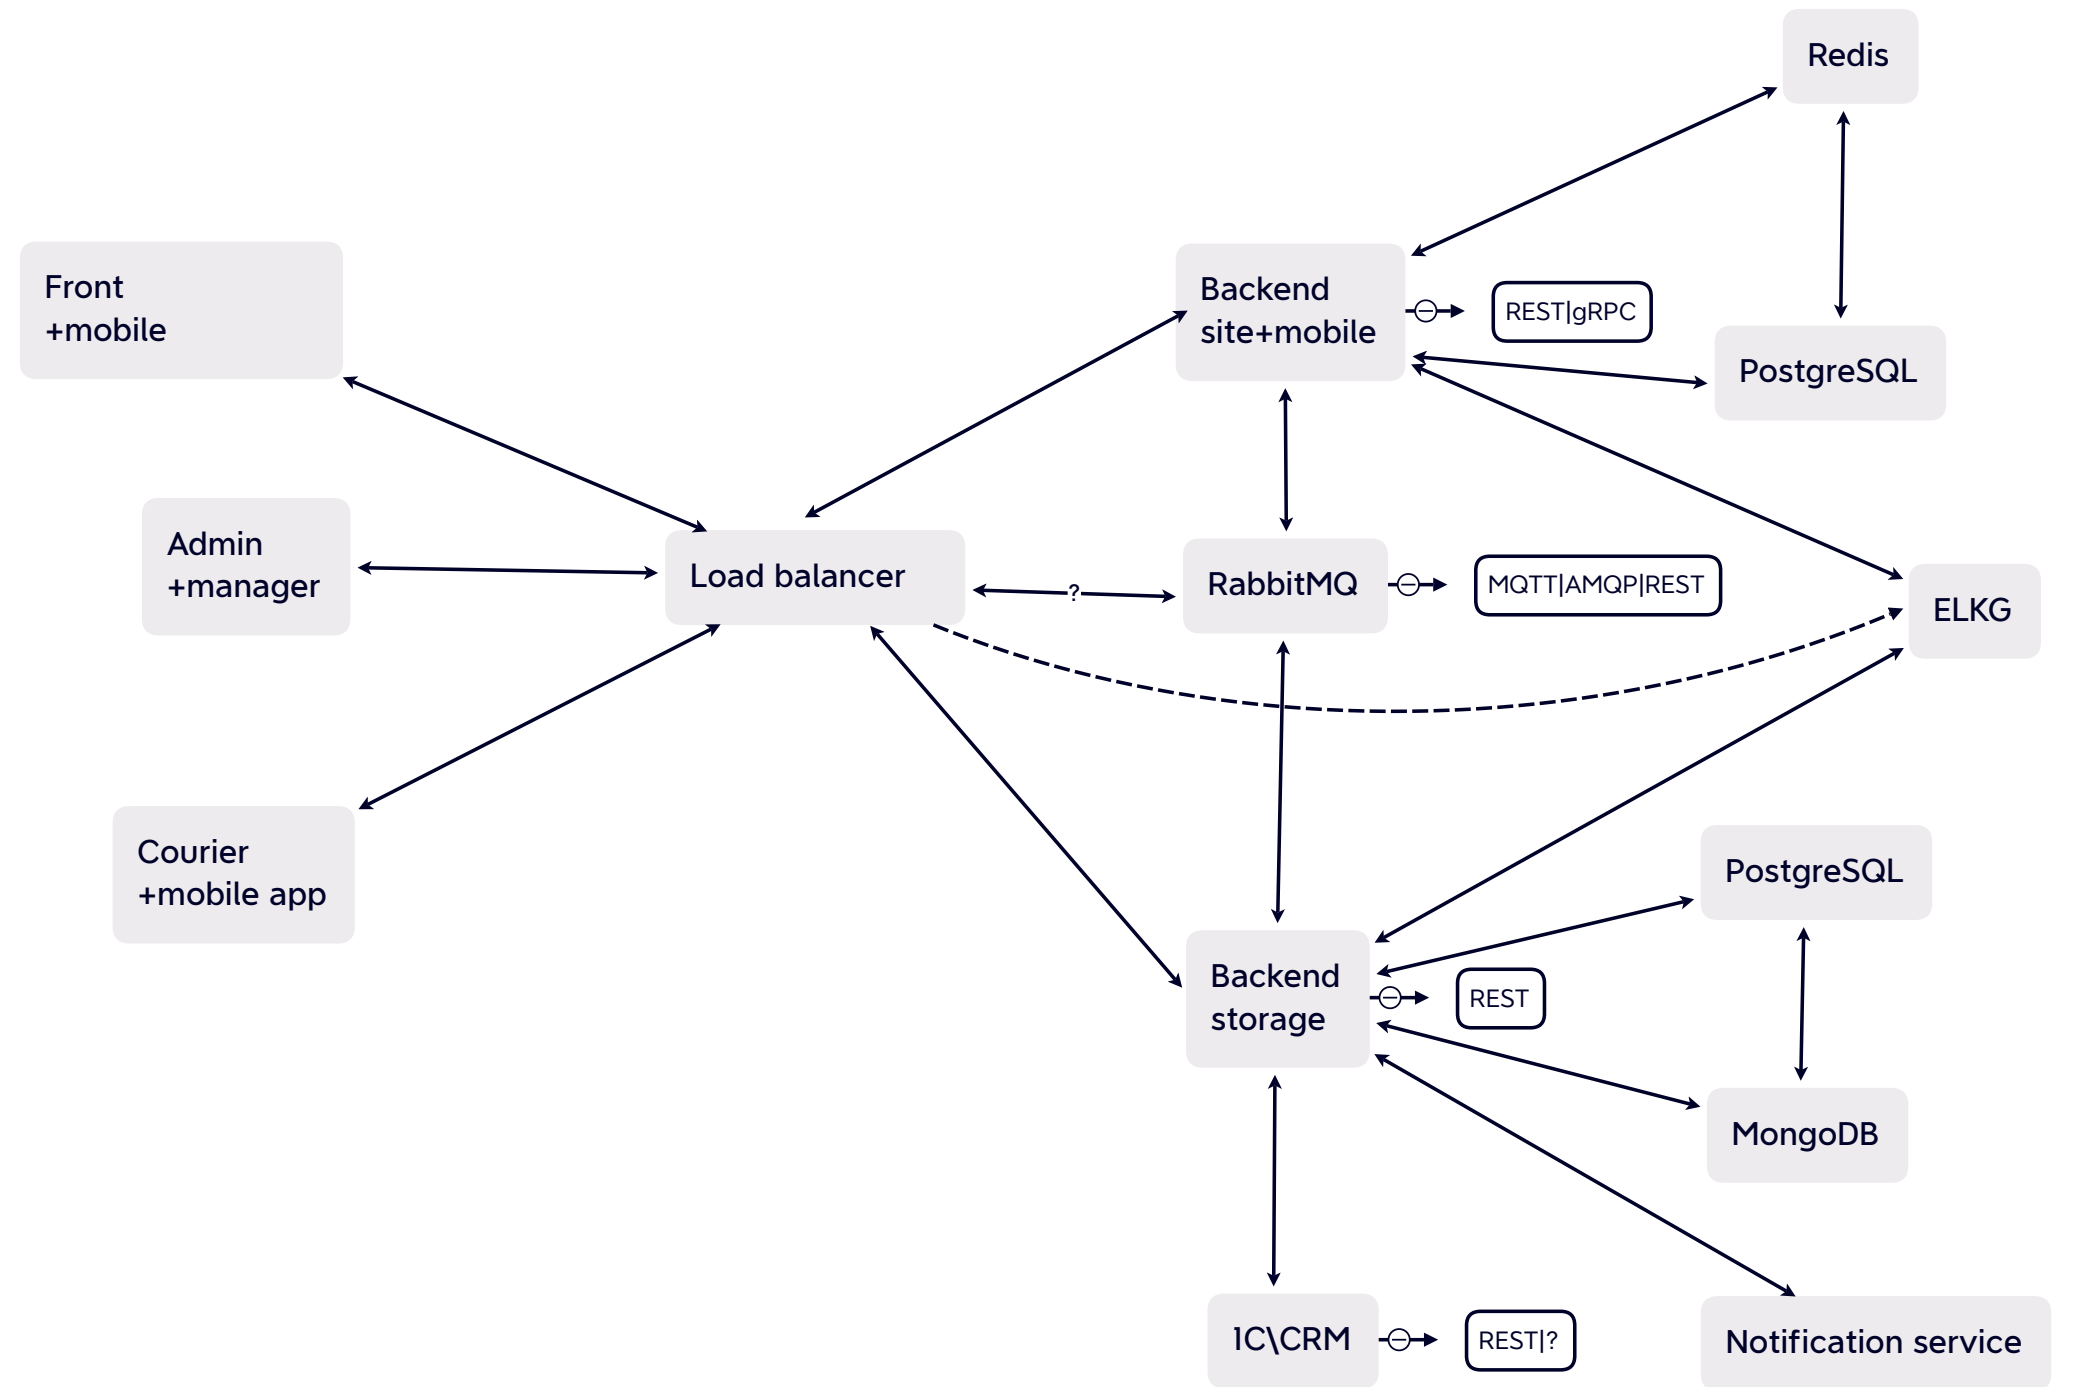 Redis
Front
+mobile
Backend
site+mobile
REST|gRPC
PostgreSQL
Admin
+manager
Load balancer
?
RabbitMQ
MQTT|AMQP|REST
ELKG
Courier
+mobile app
PostgreSQL
Backend
storage
REST
MongoDB
1C\CRM
REST|?
Notification service